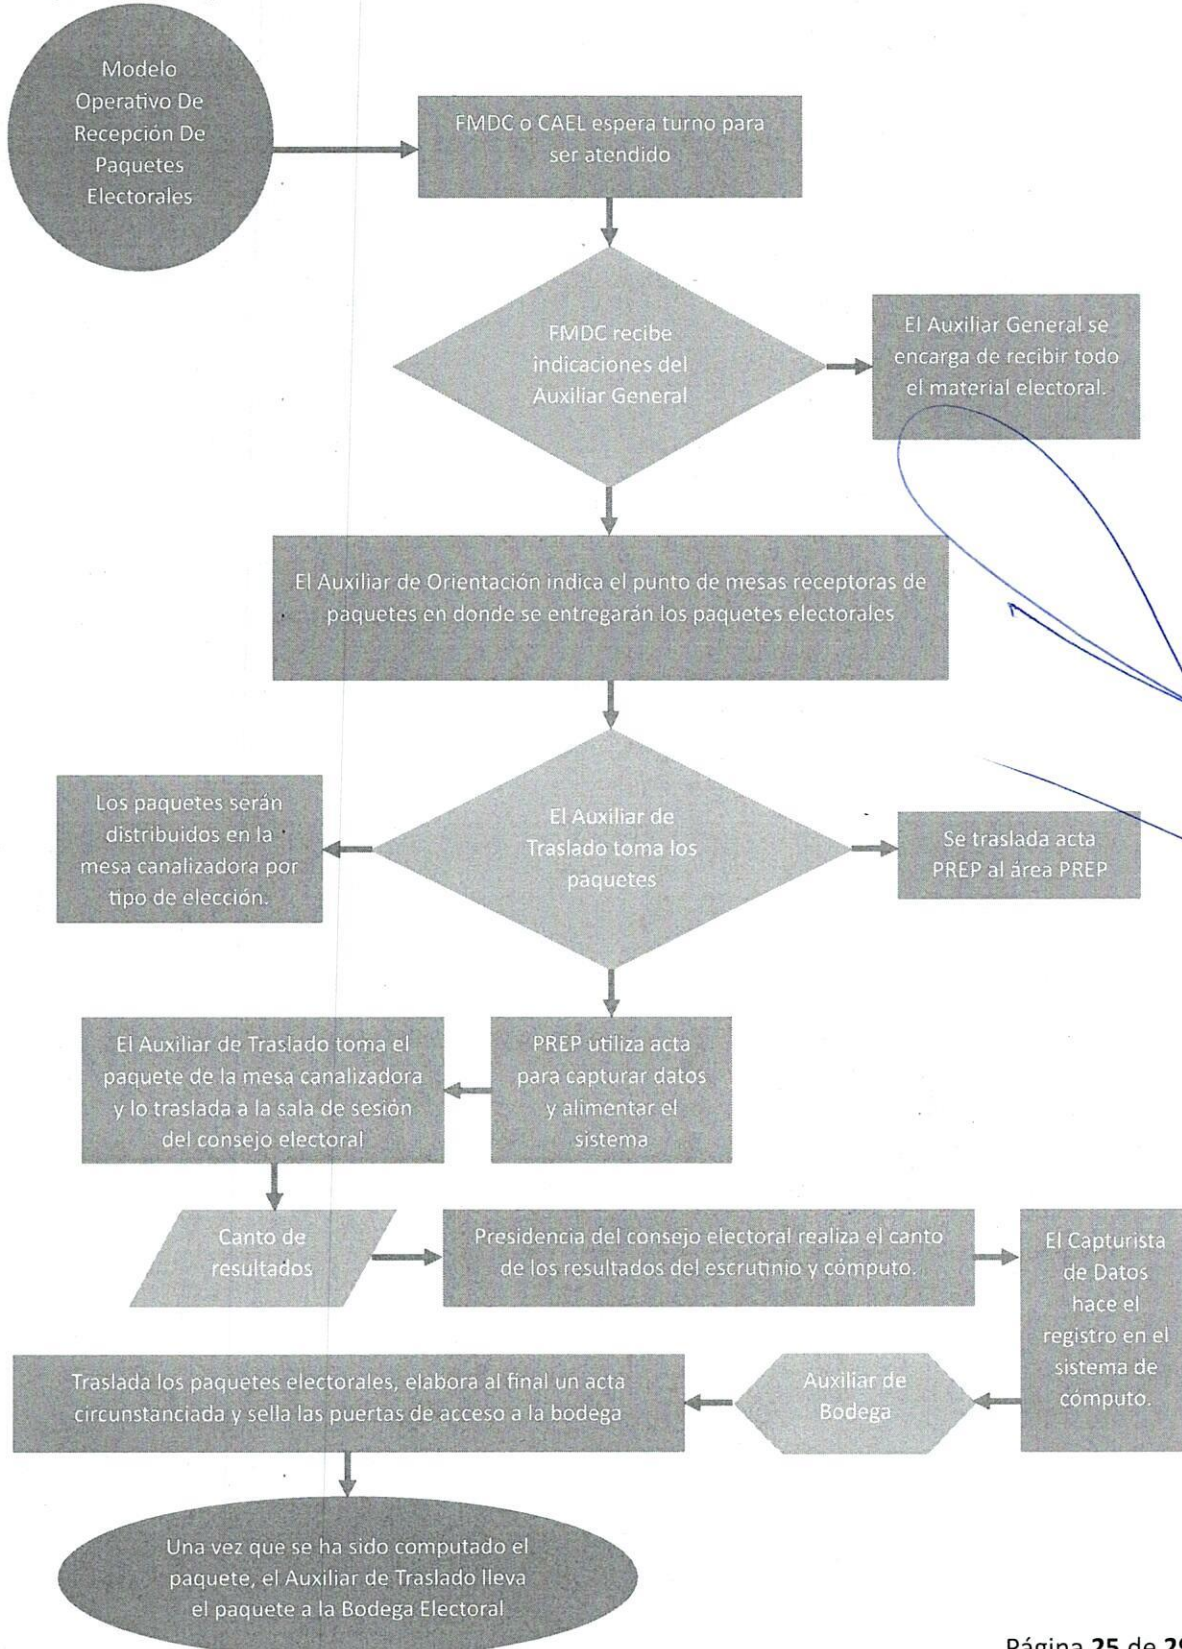 Modelo
Operativo De
Recepción De
Paquetes
Electorales
FMDC o CAEL espera turno para
ser atendido
FMDC recibe
indicaciones del
Auxiliar General
El Auxiliar General se
encarga de recibir todo
el material electoral.
El Auxiliar de Orientación indica el punto de mesas receptoras de
paquetes en donde se entregarán los paquetes electorales
Los paquetes serán
distribuidos en la
mesa canalizadora por
tipo de elección.
El Auxiliar de
Traslado toma los
paquetes
Se traslada acta
PREP al área PREP
El Auxiliar de Traslado toma el
paquete de la mesa canalizadora
y lo traslada a la sala de sesión
del consejo electoral
PREP utiliza acta
para capturar datos
y alimentar el
sistema
Canto de
resultados
Presidencia del consejo electoral realiza el canto
de los resultados del escrutinio y cómputo.
El Capturista
de Datos
hace el
registro en el
sistema de
cómputo.
Traslada los paquetes electorales, elabora al final un acta
circunstanciada y sella las puertas de acceso a la bodega
Auxiliar de
Bodega
Una vez que se ha sido computado el
paquete, el Auxiliar de Traslado lleva
el paquete a la Bodega Electoral
Página 25 de 29